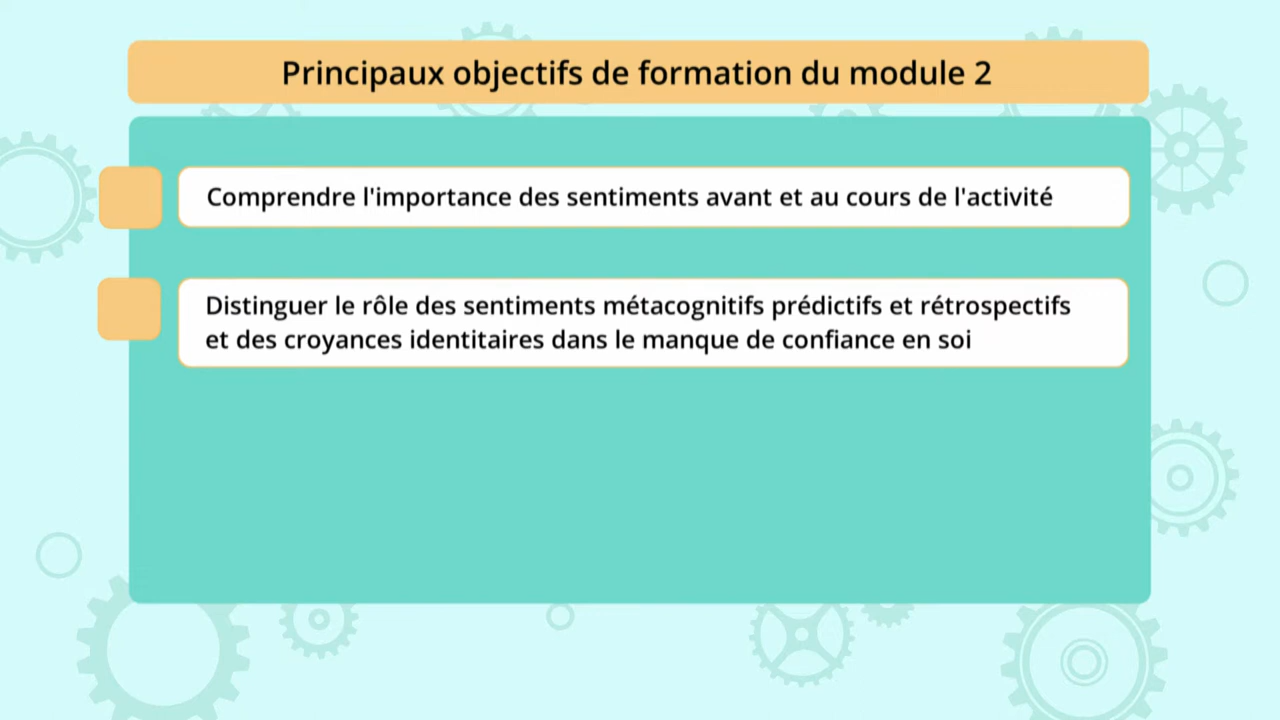 Principaux objectifs de formation du module 2
Comprendre l'importance des sentiments avant et au cours de l'activité
Distinguer le rôle des sentiments métacognitifs prédictifs et rétrospectifs
et des croyances identitaires dans le manque de confiance en soi